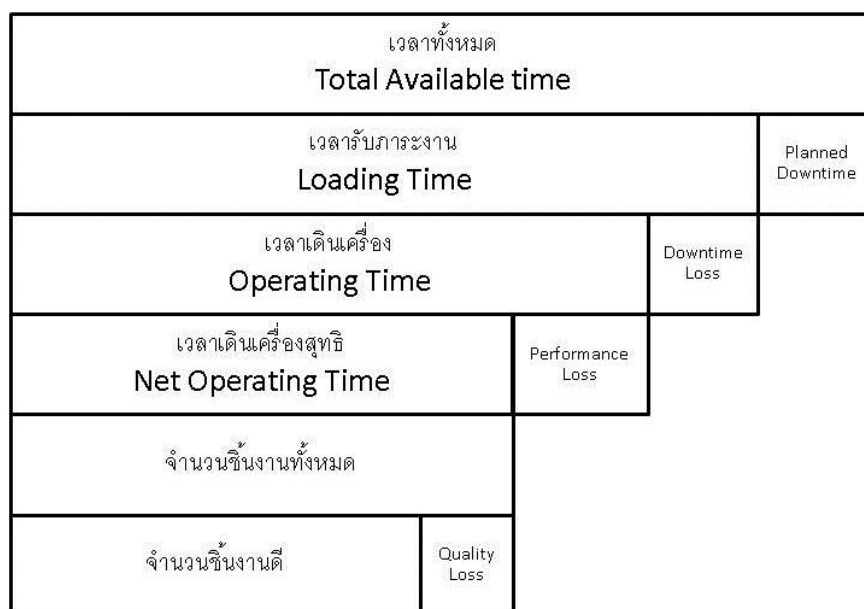 เวลาทั้งหมด
Total Available time
เวลารับภาระงาน
Loading Time
Planned
Downtime
เวลาเดินเครื่อง
Operating Time
Downtime
Loss
เวลาเดินเครื่องสุทธิ
Net Operating Time
Performance
Loss
จำนวนชิ้นงานทั้งหมด
จำนวนชิ้นงานดี
Quality
Loss